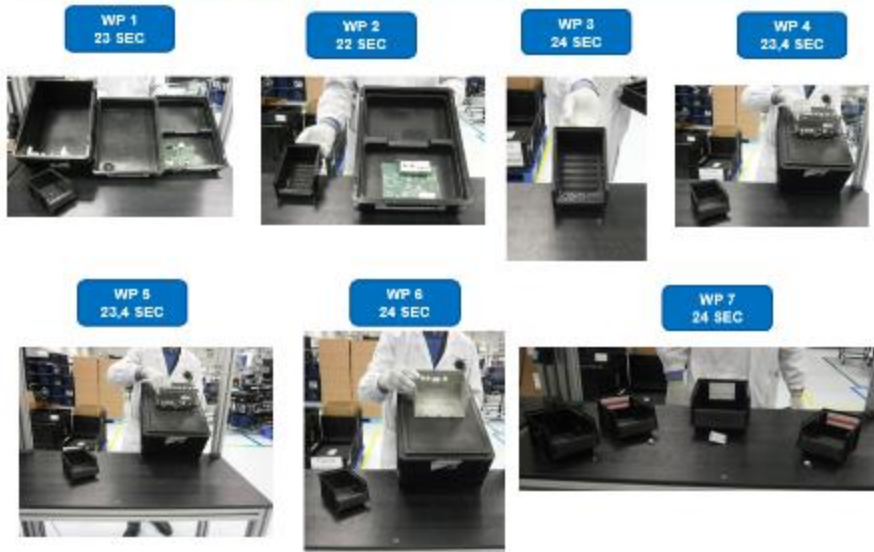 WP 1
23 SEC
WP 2
22 SEC
WP 3
24 SEC
WP 4
23,4 SEC
WP 5
23,4 SEC
WP 6
24 SEC
WP 7
24 SEC